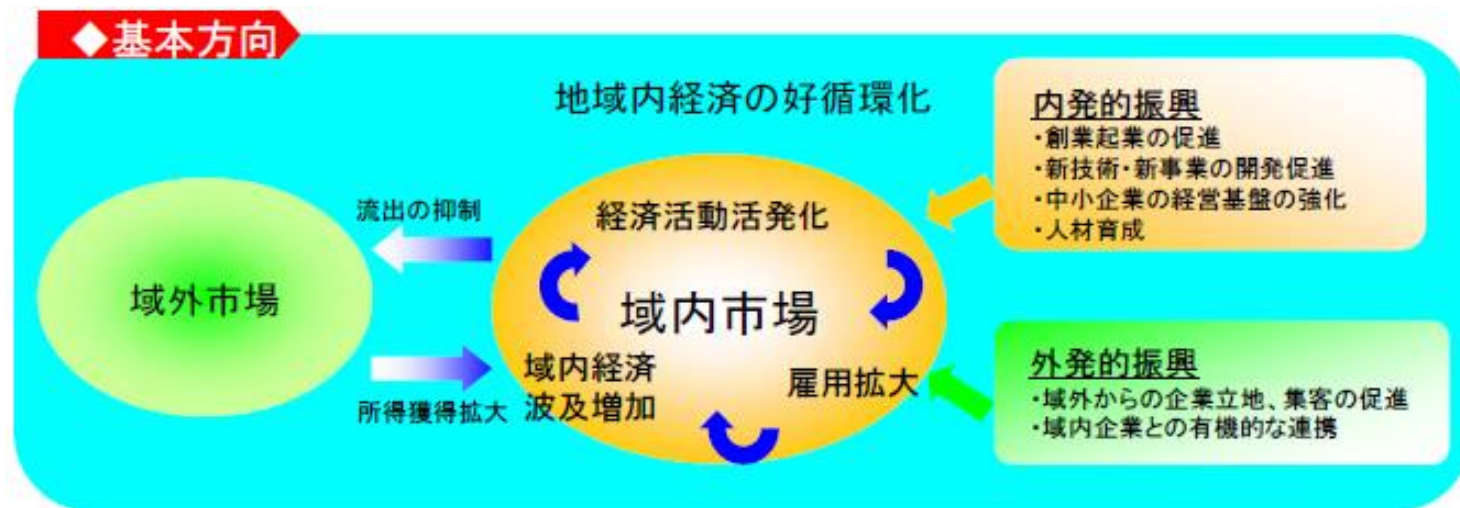 ◆基本方向
地域内経済の好循環化
内発的振興
・創業起業の促進
・新技術・新事業の開発促進
・中小企業の経営基盤の強化
・人材育成
流出の抑制
経済活動活発化
域外市場
域内市場
所得獲得拡大
域内経済
波及増加
雇用拡大
外発的振興
・域外からの企業立地、集客の促進
・域内企業との有機的な連携